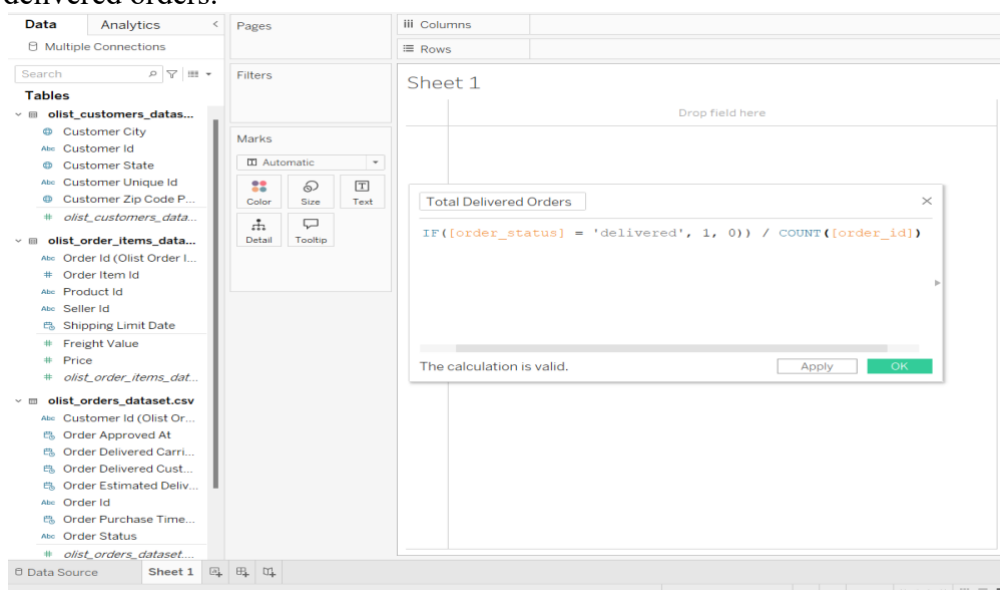 delivered orders.
Data Analytics
Multiple Connections
Search
Tables
olist_customers_datas...
Customer City
Customer Id
Customer State
Customer Unique Id
Customer Zip Code P...
olist_customers_data...
olist_order_items_data...
Order Id (Olist Order I...
Order Item Id
Product Id
Seller Id
Shipping Limit Date
Freight Value
Price
olist_order_items_dat...
olist_orders_dataset.csv
Customer Id (Olist Or...
Order Approved At
Order Delivered Carri...
Order Delivered Cust...
Order Estimated Deliv...
Order Id
Order Purchase Time...
Order Status
olist_orders_dataset....
Pages
Filters
Marks
Automatic
Color Size Text
Detail Tooltip
Columns
Rows
Sheet 1
Drop field here
Total Delivered Orders
IF([order_status] = 'delivered', 1, 0)) / COUNT([order_id])
The calculation is valid.
Apply OK
Data Source Sheet 1